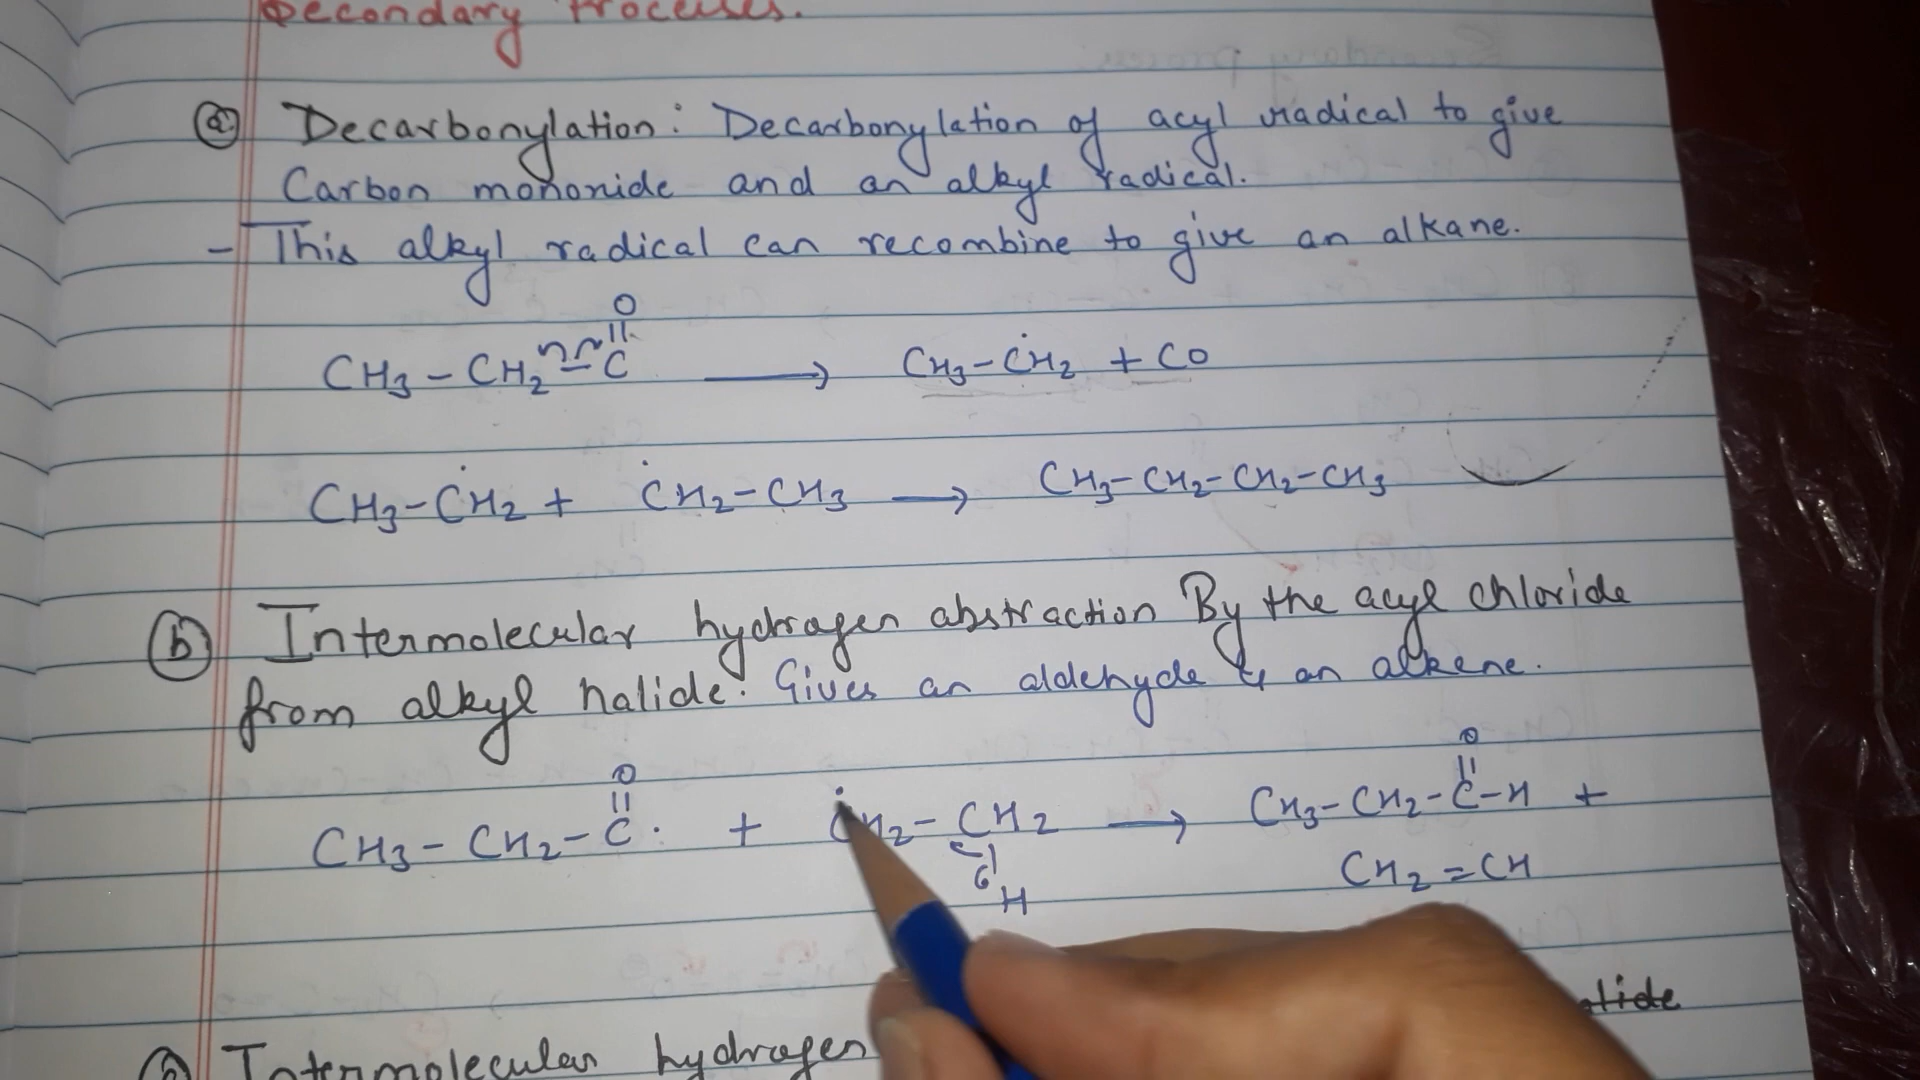 Secondary Processes.
ⓐ Decarbonylation: Decarbonylation of acyl radical to give
Carbon monoxide and an alkyl radical.
- This alkyl radical can recombine to give an alkane.
O
||
CH₃ - CH₂ - C ⟶ CH₃-ĊH₂ + CO
CH₃-ĊH₂ + ĊH₂-CH₃ ⟶ CH₃-CH₂-CH₂-CH₃
ⓑ Intermolecular hydrogen abstraction By the acyl chloride
from alkyl halide. Gives an aldehyde & an alkene.
O O
|| ||
CH₃ - CH₂ - C· + ĊH₂ - CH₂ ⟶ CH₃-CH₂-C-H +
H CH₂=CH
Intermolecular hydrogen